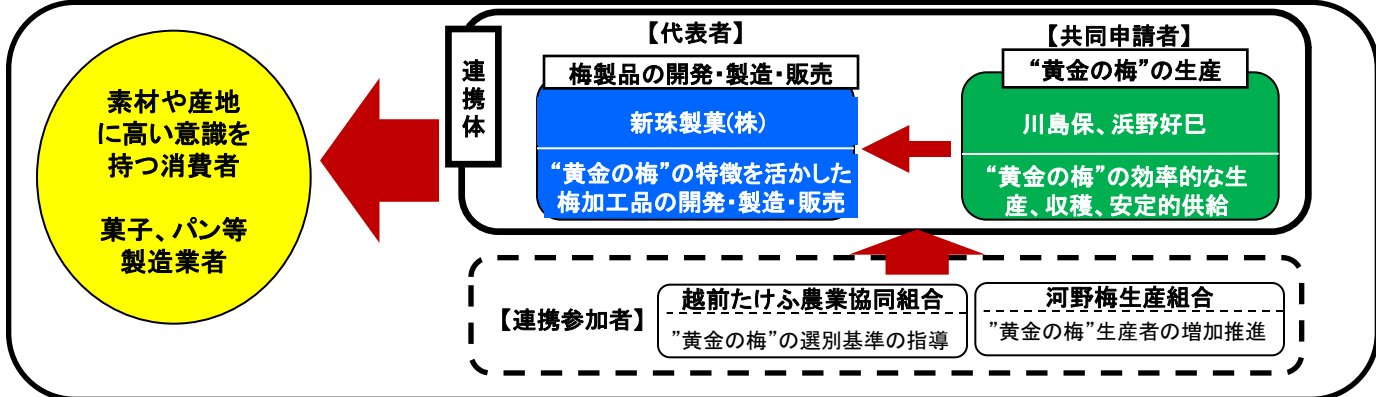 素材や産地
に高い意識を
持つ消費者
菓子、パン等
製造業者
連携体
【代表者】
梅製品の開発・製造・販売
新珠製菓(株)
“黄金の梅”の特徴を活かした
梅加工品の開発・製造・販売
【共同申請者】
“黄金の梅”の生産
川島保、浜野好巳
“黄金の梅”の効率的な生
産、収穫、安定的供給
【連携参加者】
越前たけふ農業協同組合
”黄金の梅”の選別基準の指導
河野梅生産組合
”黄金の梅”生産者の増加推進